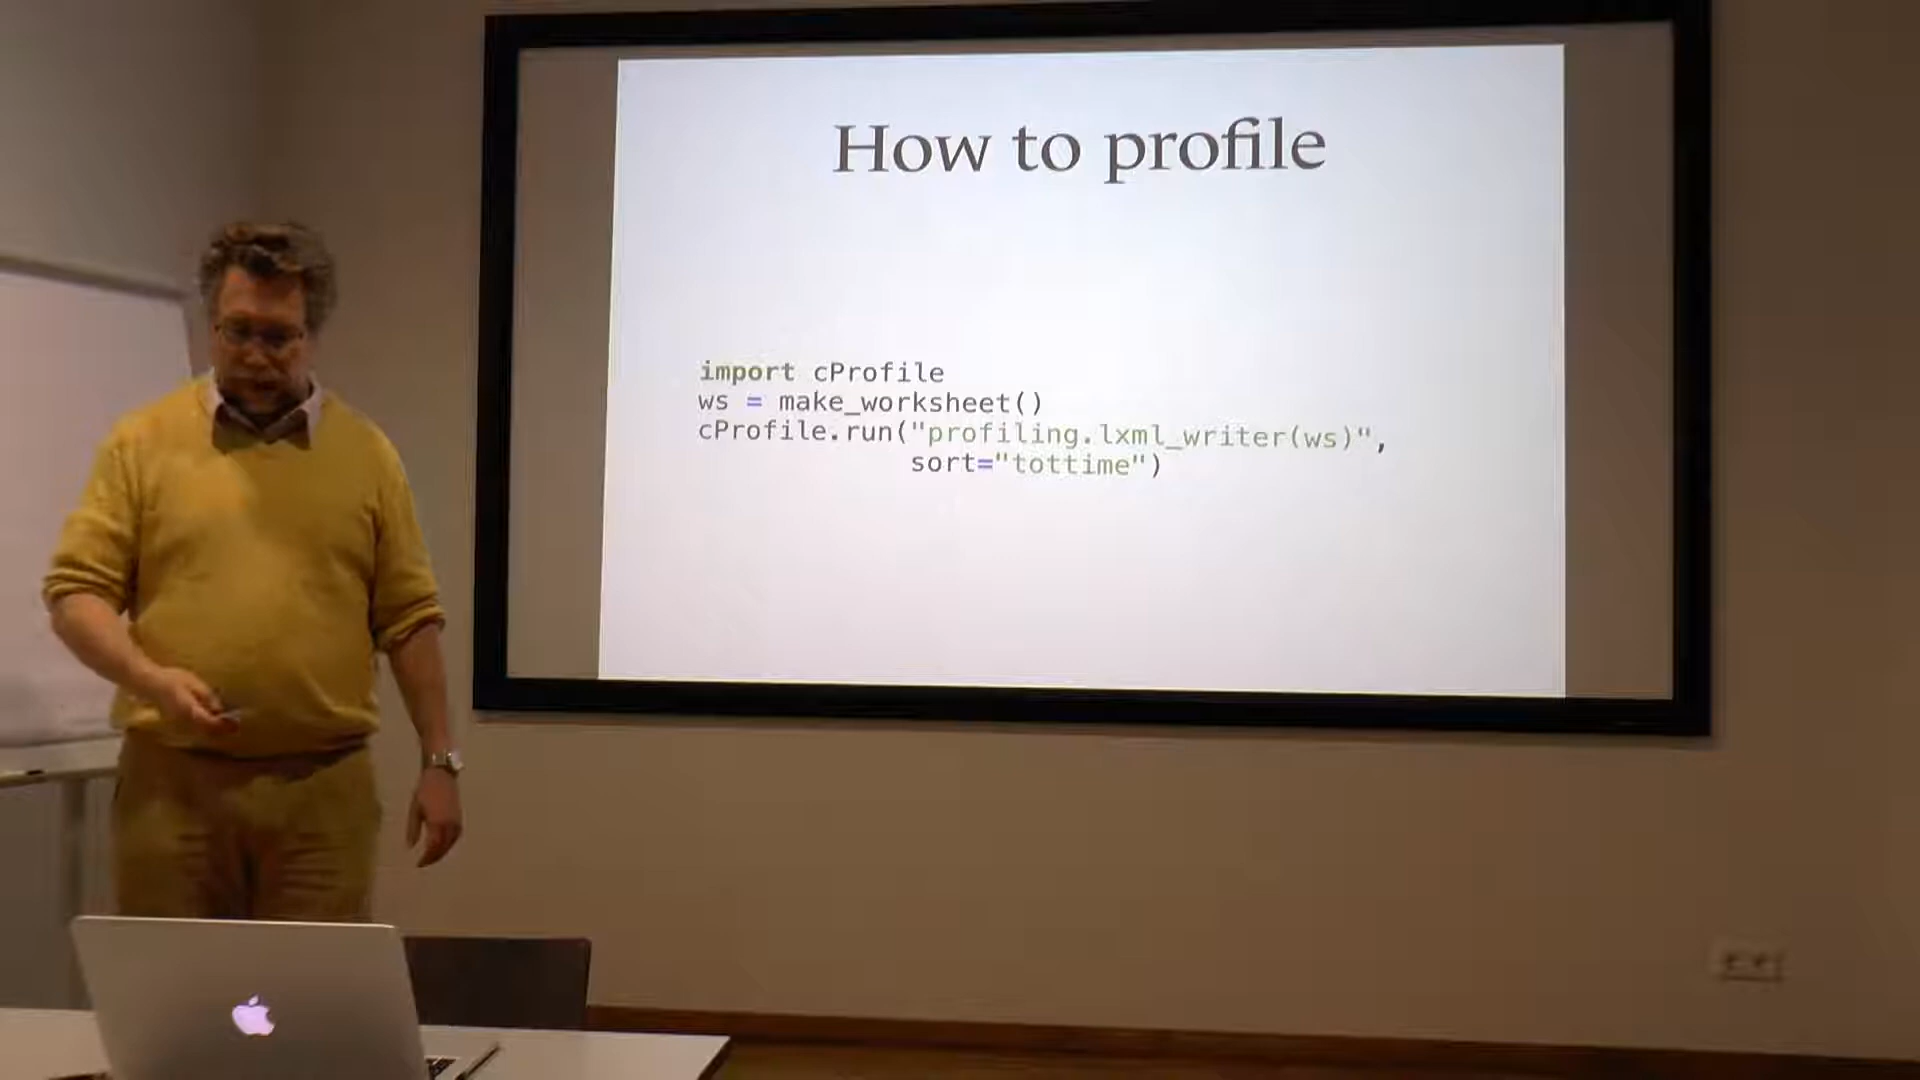 How to profile
import cProfile
ws = make_worksheet()
cProfile.run("profiling.lxml_writer(ws)",
sort="tottime")